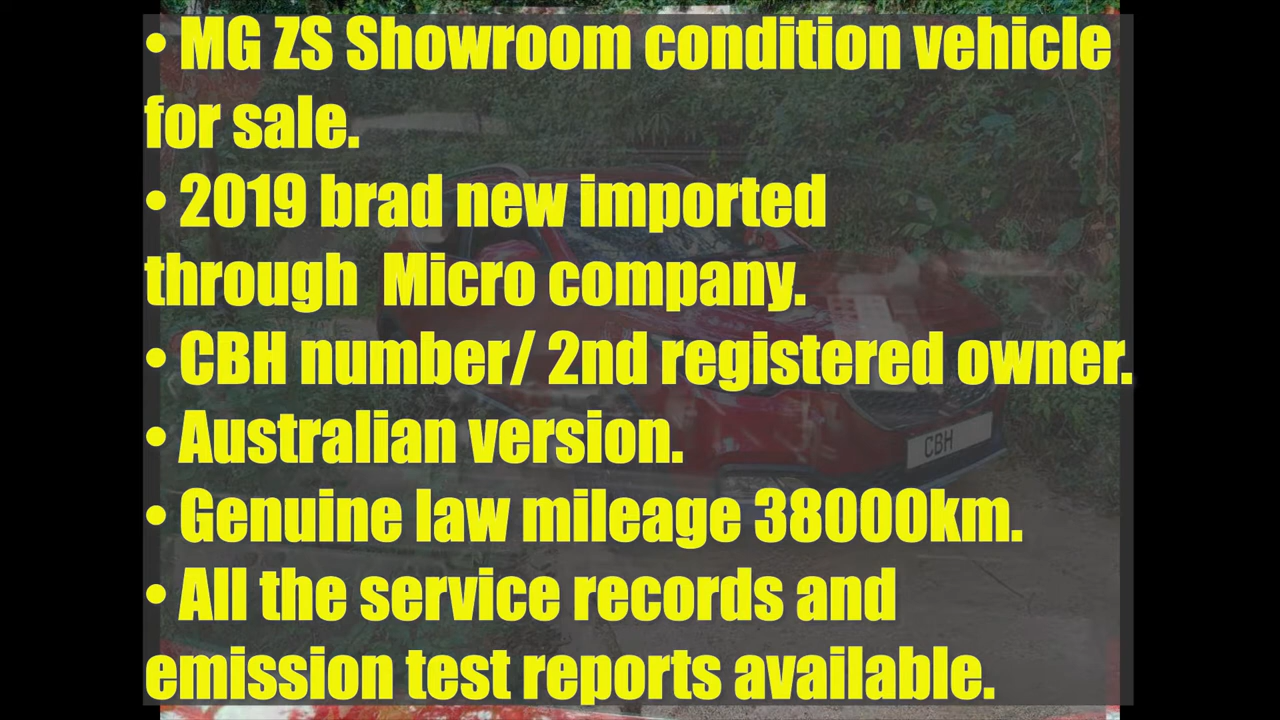 • MG ZS Showroom condition vehicle
for sale.
• 2019 brad new imported
through  Micro company.
• CBH number/ 2nd registered owner.
• Australian version.
• Genuine law mileage 38000km.
• All the service records and
emission test reports available.
CBH